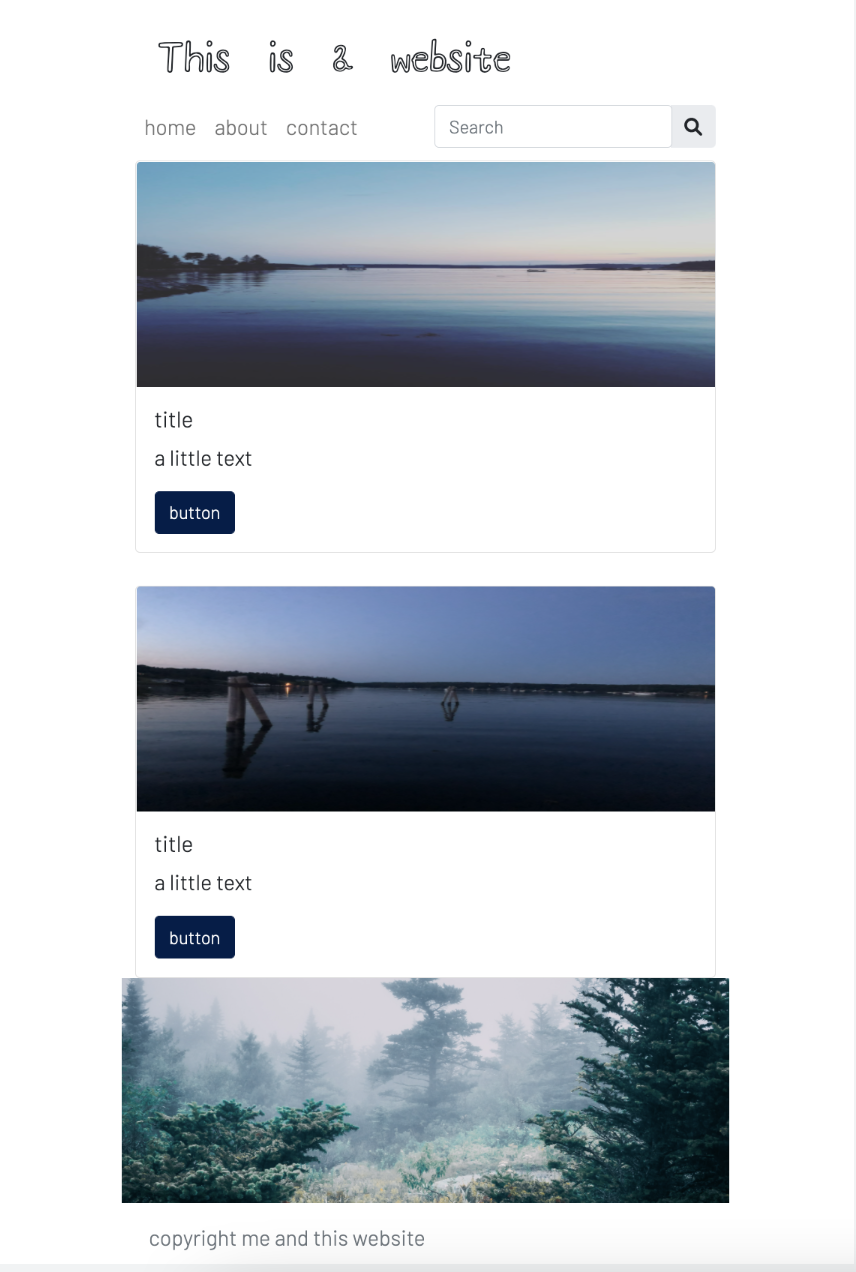 This is a website
home about contact Search
title
a little text
button
title
a little text
button
copyright me and this website